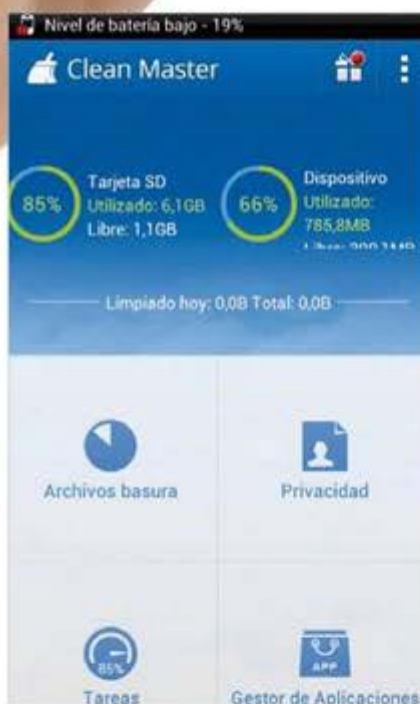 Nivel de batería bajo - 19%
Clean Master
85%
Tarjeta SD
Utilizado: 6,1GB
Libre: 1,1GB
66%
Dispositivo
Utilizado:
785,8MB
Limpiado hoy: 0,0B Total: 0,0B
Archivos basura
Privacidad
85%
Tareas
APP
Gestor de Aplicaciones